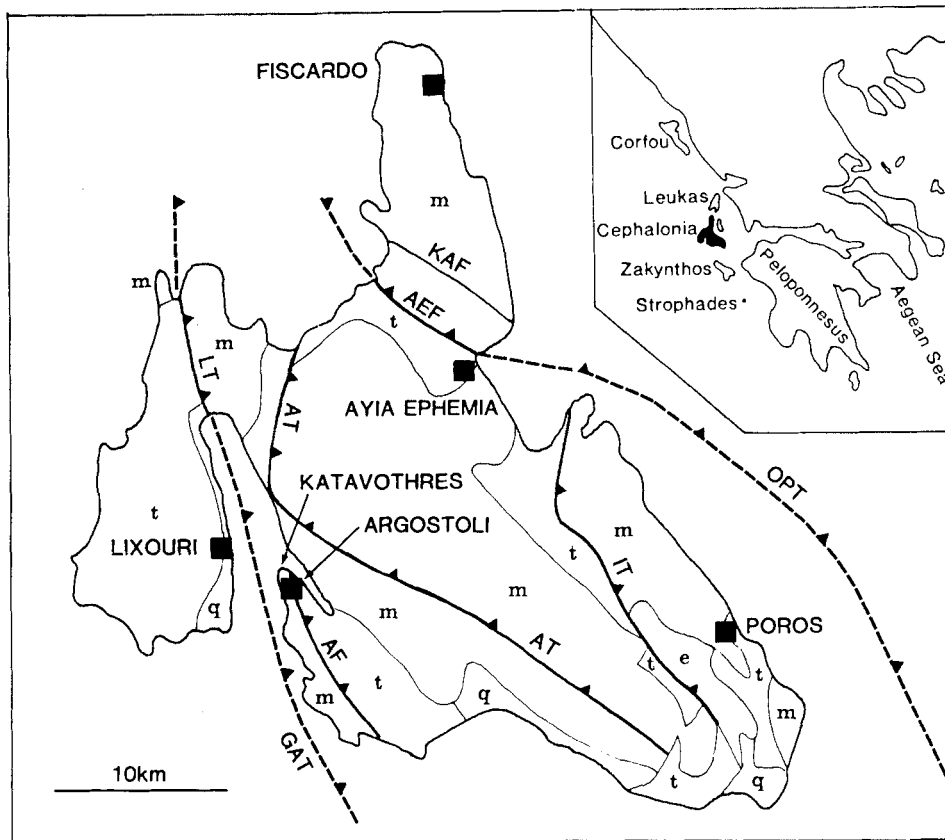 FISCARDO
Corfou
Leukas
Cephalonia
Zakynthos
Strophades
Peloponnesus
Aegean Sea
m
KAF
AEF
m
m
t
LT
AT
AYIA EPHEMIA
OPT
KATAVOTHRES
ARGOSTOLI
t
LIXOURI
m
t
IT
m
m
POROS
q
AF
AT
t
e
t
t
m
m
q
GAT
t
q
10km